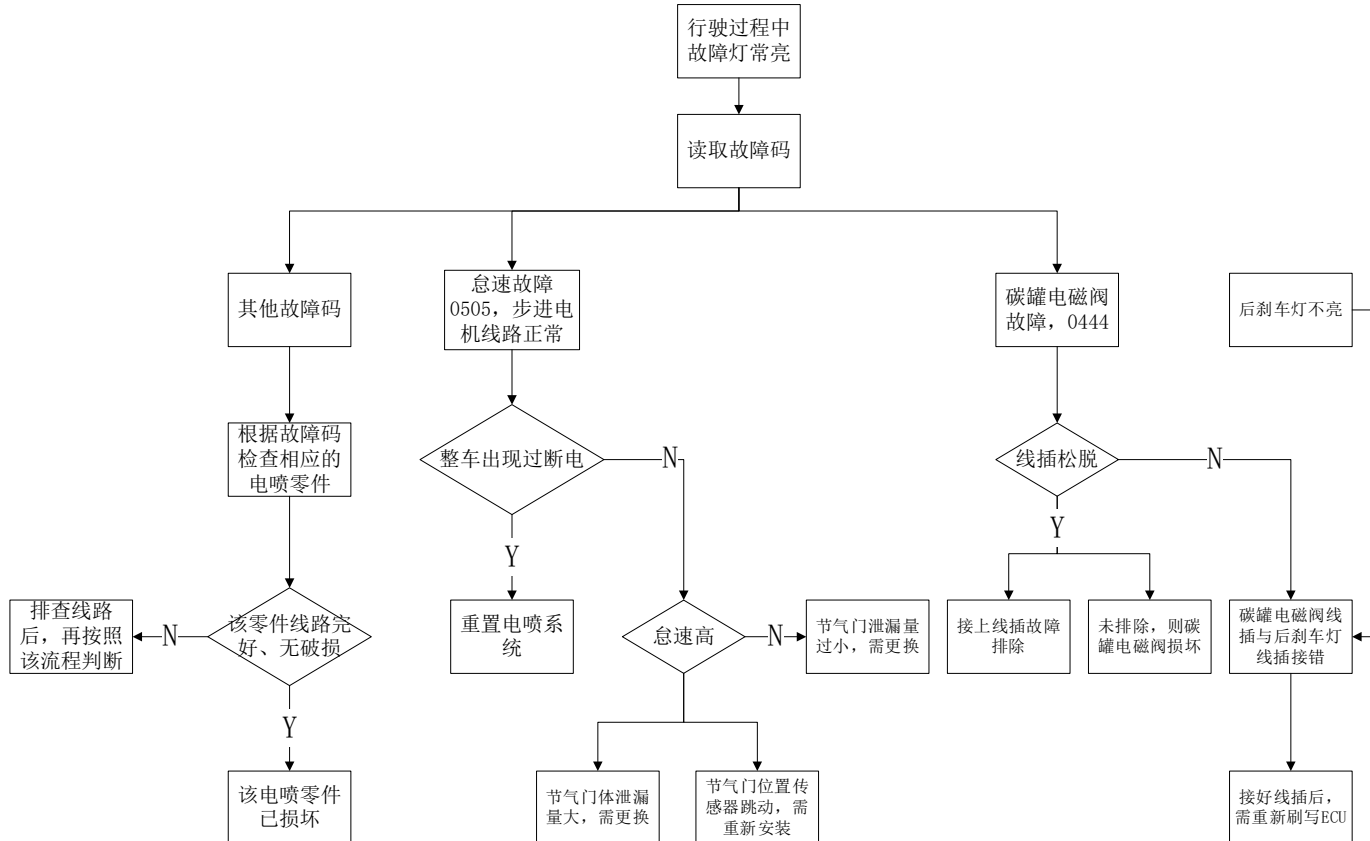 行驶过程中
故障灯常亮
读取故障码
其他故障码
怠速故障
0505，步进电
机线路正常
碳罐电磁阀
故障，0444
后刹车灯不亮
根据故障码
检查相应的
电喷零件
整车出现过断电
N
线插松脱
N
Y
Y
排查线路
后，再按照
该流程判断
N
该零件线路完
好、无破损
重置电喷系
统
怠速高
N
节气门泄漏量
过小，需更换
接上线插故障
排除
未排除，则碳
罐电磁阀损坏
碳罐电磁阀线
插与后刹车灯
线插接错
Y
该电喷零件
已损坏
节气门体泄漏
量大，需更换
节气门位置传
感器跳动，需
重新安装
接好线插后，
需重新刷写ECU